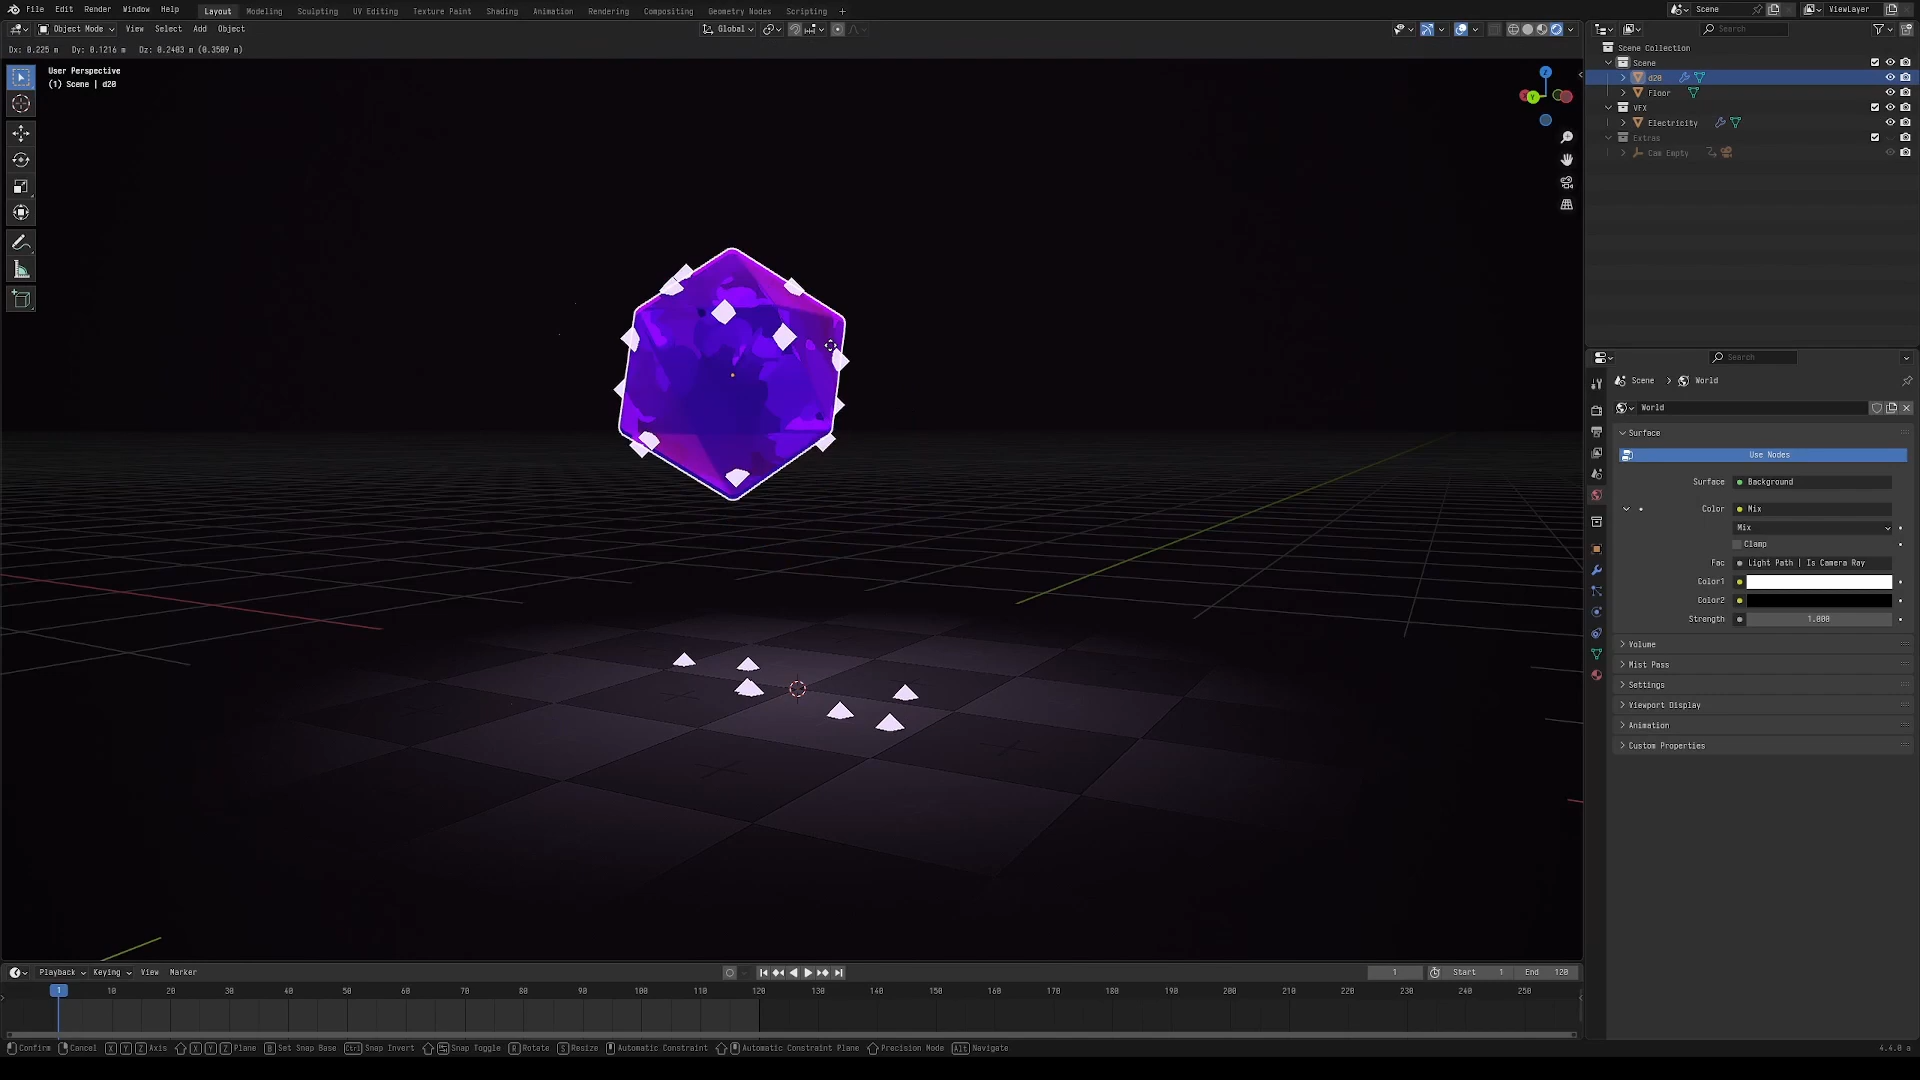 File Edit Render Window Help Layout Modeling Sculpting UV Editing Texture Paint Shading Animation Rendering Compositing Geometry Nodes Scripting + Scene ViewLayer
Object Mode View Select Add Object Global Search
Dx: 0.225 m Dy: 0.1216 m Dz: 0.2403 m (0.3509 m)
User Perspective
(1) Scene | d20
Scene Collection
Scene
d20
Floor
VFX
Electricity
Extras
Cam Empty
Search
Scene > World
World
Surface
Use Nodes
Surface Background
Color Mix
Mix
Clamp
Fac Light Path | Is Camera Ray
Color1
Color2
Strength 1.000
Volume
Mist Pass
Settings
Viewport Display
Animation
Custom Properties
Playback Keying View Marker 1 Start 1 End 120
1 10 20 30 40 50 60 70 80 90 100 110 120 130 140 150 160 170 180 190 200 210 220 230 240 250
Confirm Cancel X Y Z Axis X Y Z Plane B Set Snap Base Ctrl Snap Invert Snap Toggle R Rotate S Resize Automatic Constraint Automatic Constraint Plane Precision Mode Alt Navigate 4.4.0 a